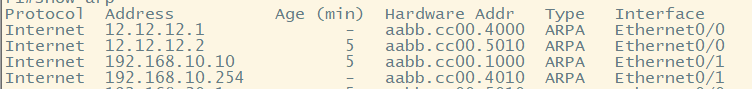 Protocol  Address          Age (min)  Hardware Addr   Type   Interface
Internet  12.12.12.1              -   aabb.cc00.4000  ARPA   Ethernet0/0
Internet  12.12.12.2              5   aabb.cc00.5010  ARPA   Ethernet0/0
Internet  192.168.10.10           5   aabb.cc00.1000  ARPA   Ethernet0/1
Internet  192.168.10.254          -   aabb.cc00.4010  ARPA   Ethernet0/1